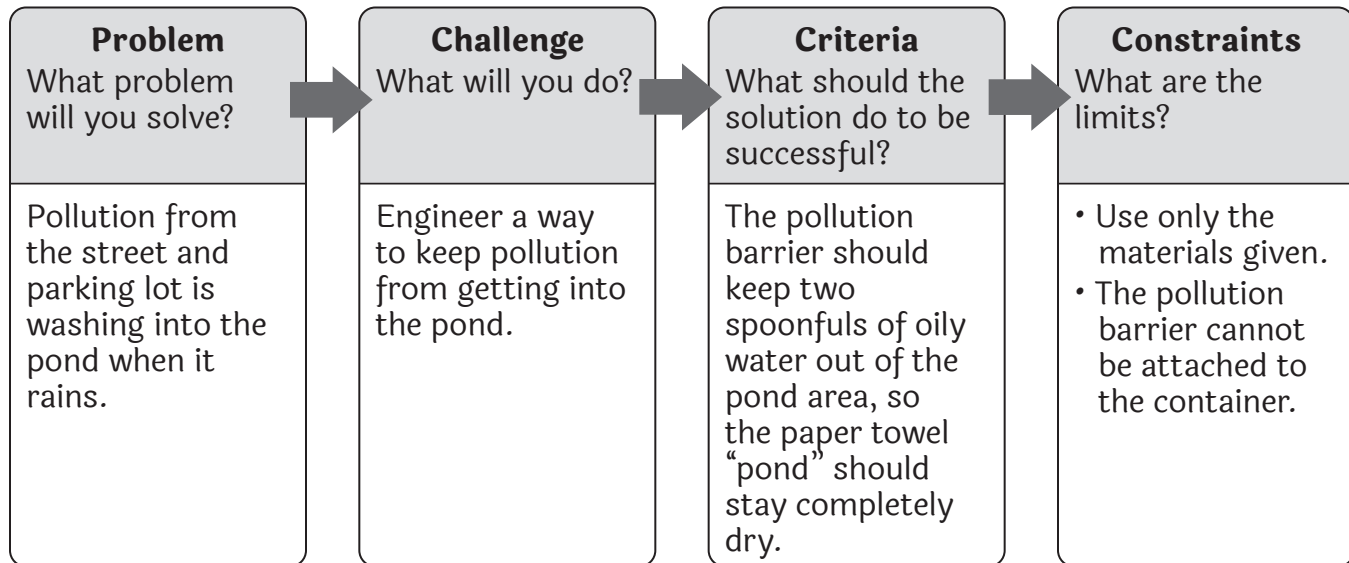 Problem
What problem
will you solve?
Pollution from
the street and
parking lot is
washing into the
pond when it
rains.
Challenge
What will you do?
Engineer a way
to keep pollution
from getting into
the pond.
Criteria
What should the
solution do to be
successful?
The pollution
barrier should
keep two
spoonfuls of oily
water out of the
pond area, so
the paper towel
“pond” should
stay completely
dry.
Constraints
What are the
limits?
• Use only the
materials given.
• The pollution
barrier cannot
be attached to
the container.